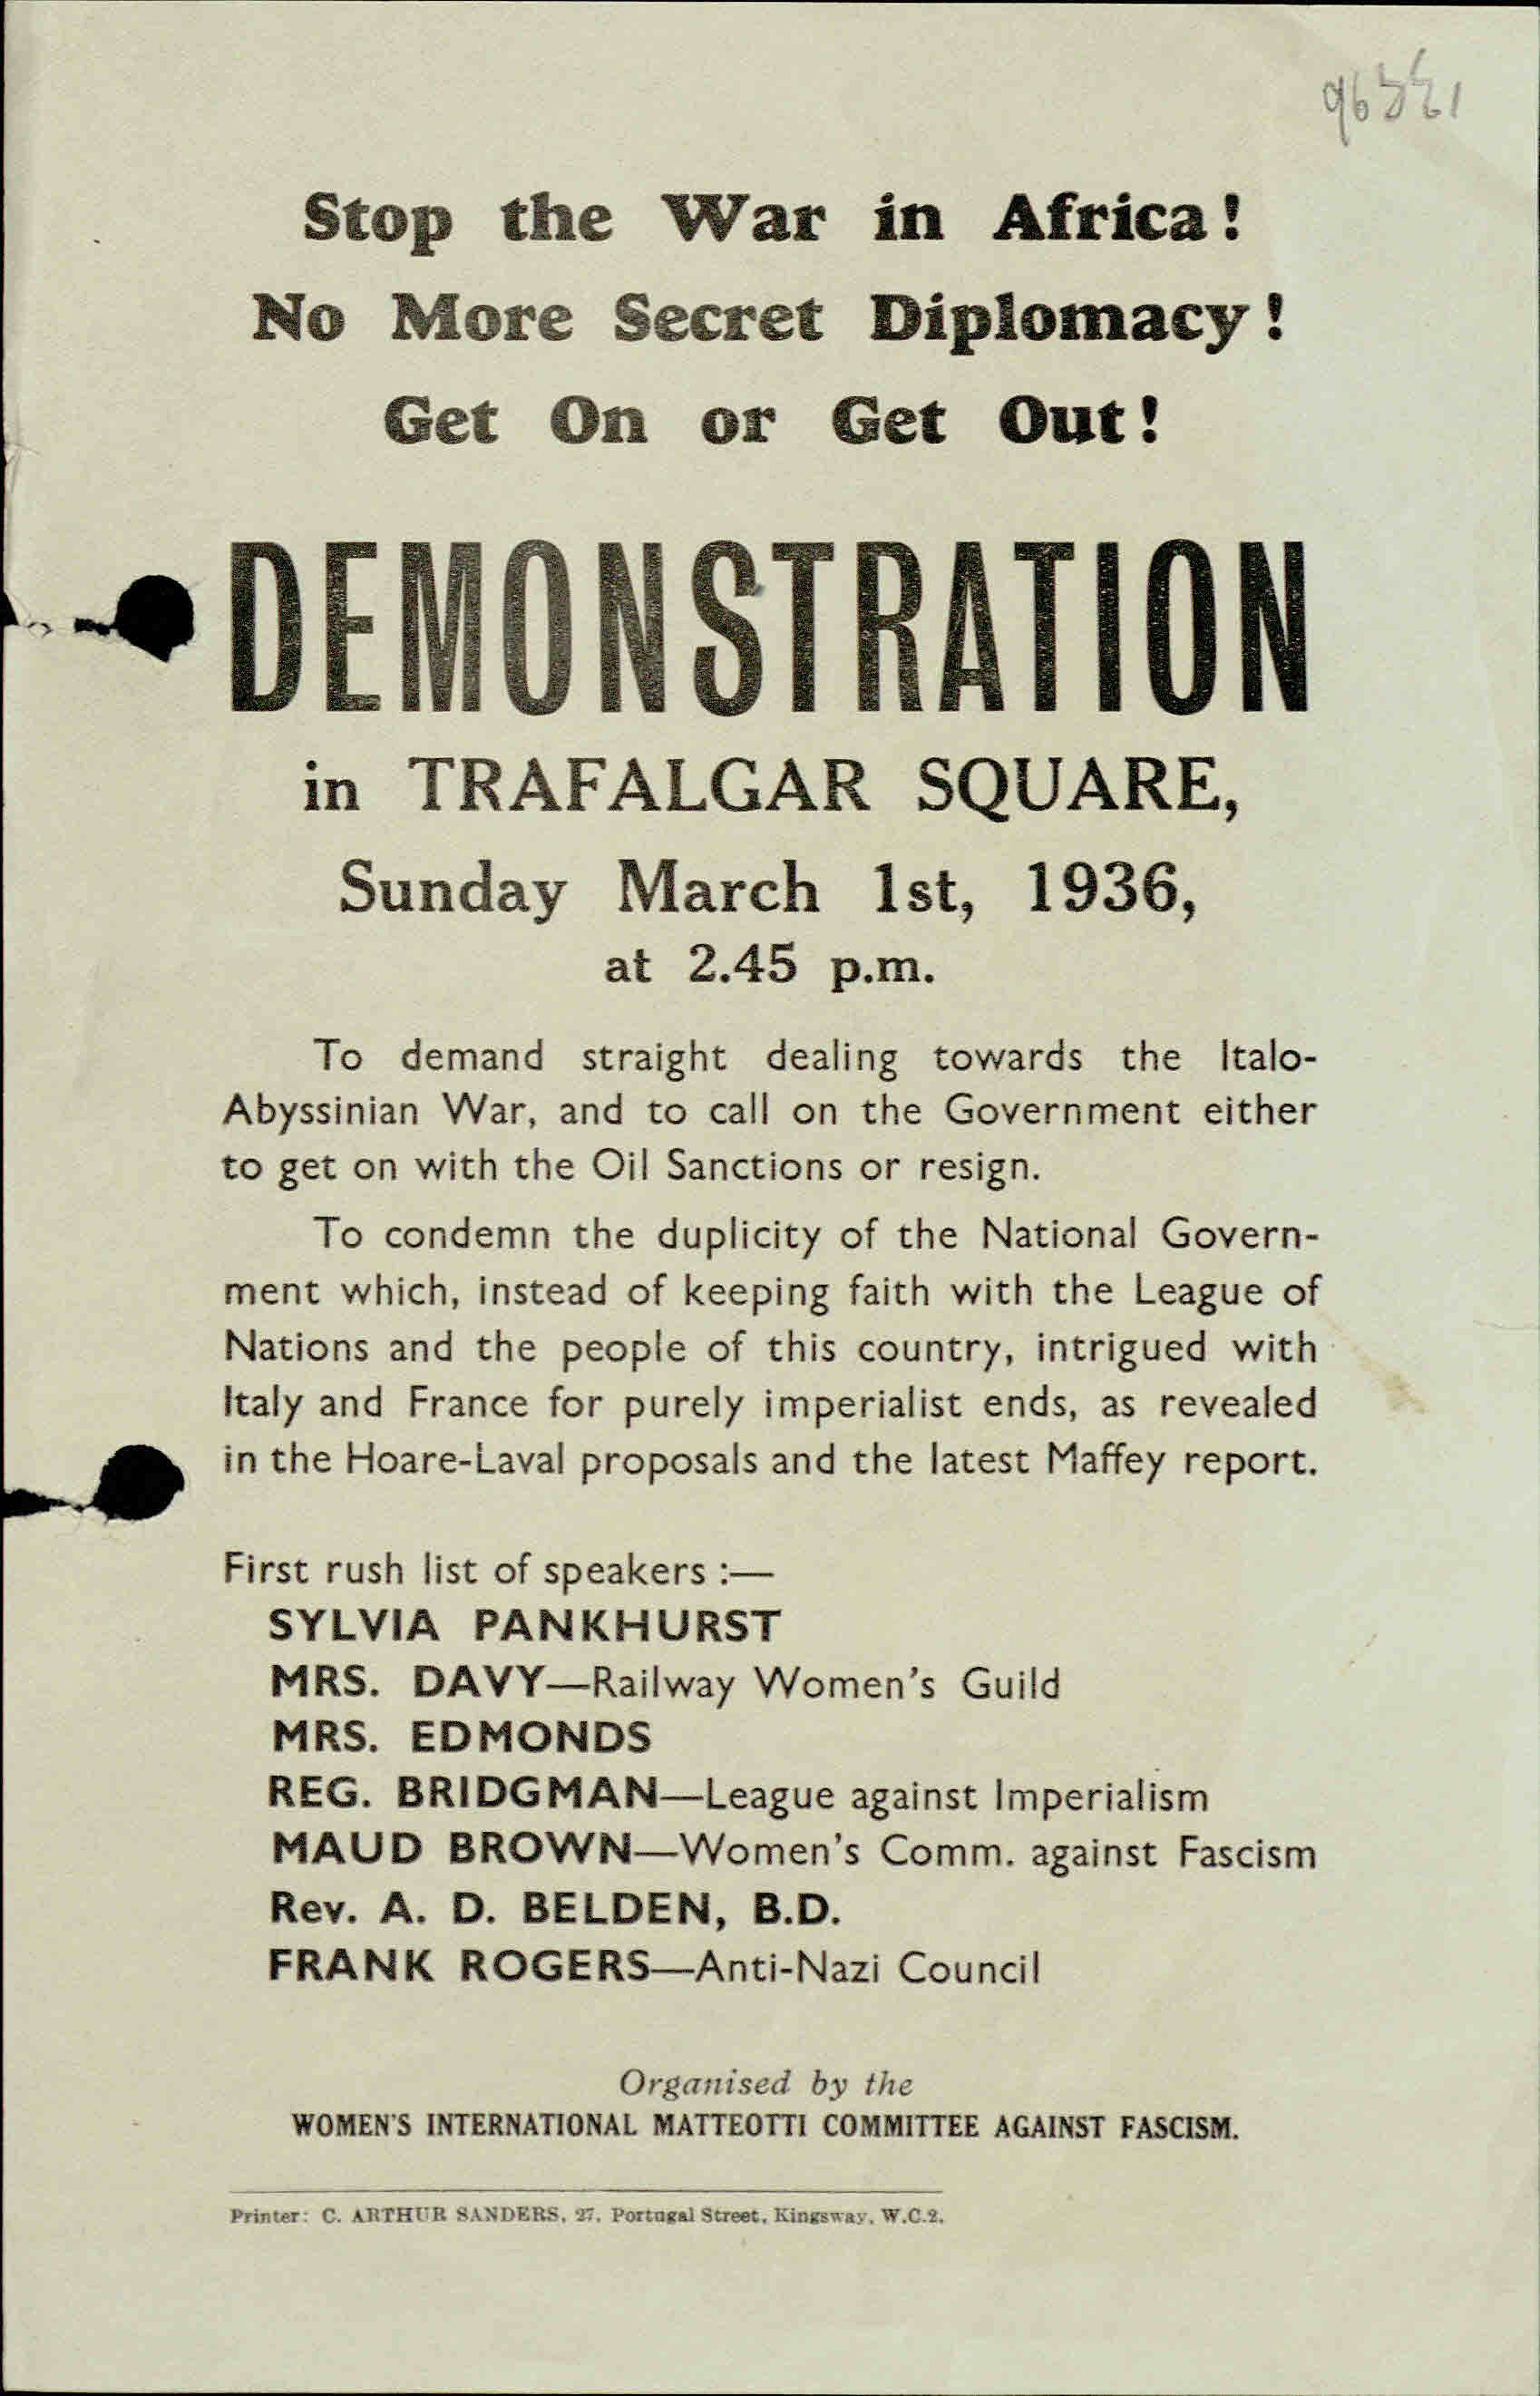 Stop the War in Africa!
No More Secret Diplomacy!
Get On or Get Out!
DEMONSTRATION
in TRAFALGAR SQUARE,
Sunday March 1st, 1936,
at 2.45 p.m.
To demand straight dealing towards the Italo-
Abyssinian War, and to call on the Government either
to get on with the Oil Sanctions or resign.
To condemn the duplicity of the National Govern-
ment which, instead of keeping faith with the League of
Nations and the people of this country, intrigued with
Italy and France for purely imperialist ends, as revealed
in the Hoare-Laval proposals and the latest Maffey report.
First rush list of speakers :—
SYLVIA PANKHURST
MRS. DAVY—Railway Women's Guild
MRS. EDMONDS
REG. BRIDGMAN—League against Imperialism
MAUD BROWN—Women's Comm. against Fascism
Rev. A. D. BELDEN, B.D.
FRANK ROGERS—Anti-Nazi Council
Organised by the
WOMEN'S INTERNATIONAL MATTEOTTI COMMITTEE AGAINST FASCISM.
Printer: C. ARTHUR SANDERS, 27, Portugal Street, Kingsway, W.C.2.